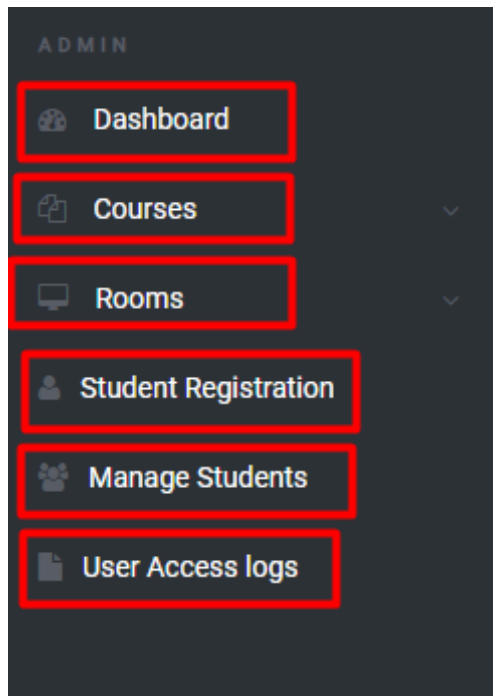 ADMIN
Dashboard
Courses
Rooms
Student Registration
Manage Students
User Access logs